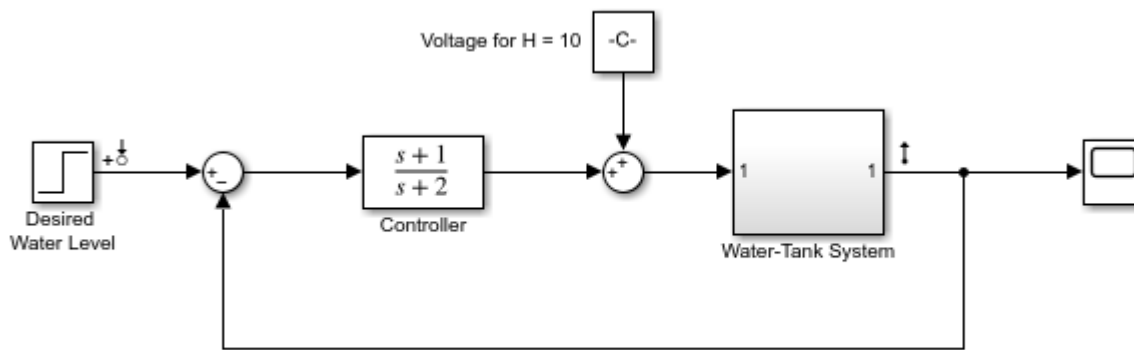 Voltage for H = 10
-C-
+
+
−
s + 1
s + 2
+
+
1
1
Desired
Water Level
Controller
Water-Tank System